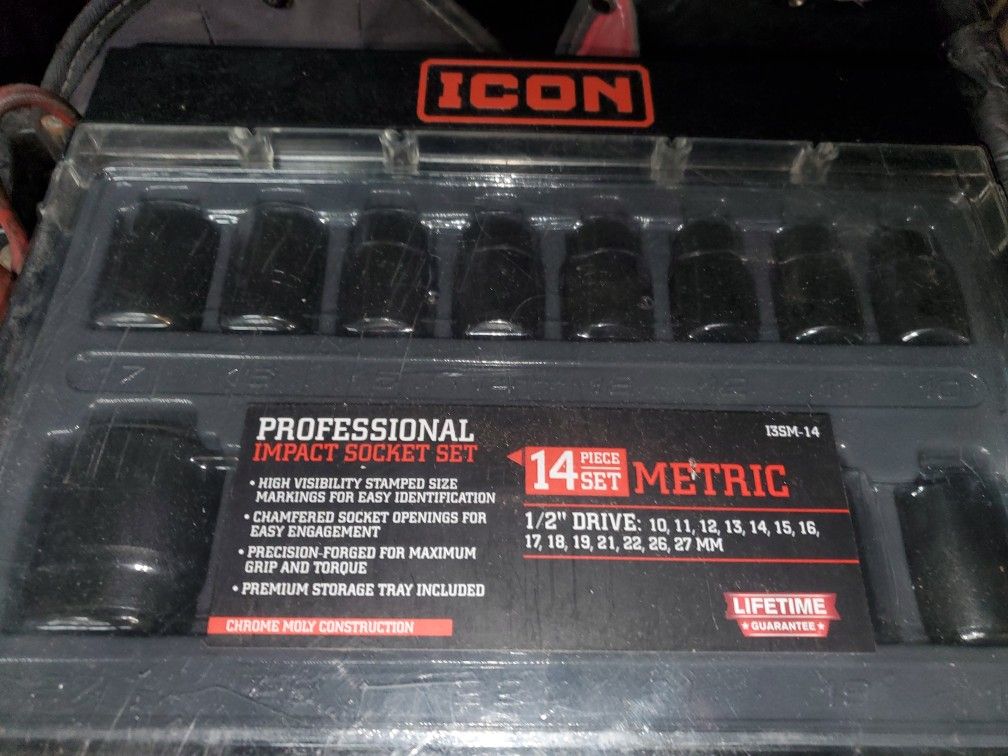 ICON
17
PROFESSIONAL
IMPACT SOCKET SET
• HIGH VISIBILITY STAMPED SIZE
MARKINGS FOR EASY IDENTIFICATION
• CHAMFERED SOCKET OPENINGS FOR
EASY ENGAGEMENT
• PRECISION-FORGED FOR MAXIMUM
GRIP AND TORQUE
• PREMIUM STORAGE TRAY INCLUDED
CHROME MOLY CONSTRUCTION
I3SM-14
14 PIECE
SET METRIC
1/2" DRIVE: 10, 11, 12, 13, 14, 15, 16,
17, 18, 19, 21, 22, 26, 27 MM
LIFETIME
★ GUARANTEE ★